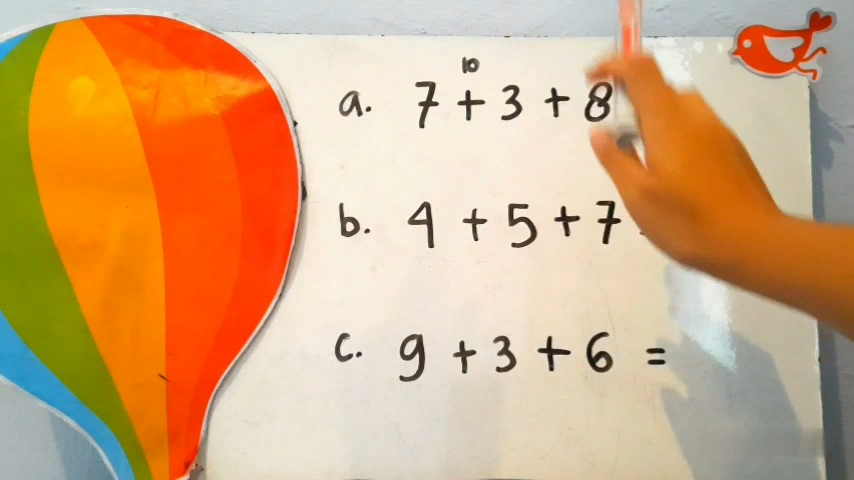 10
a. 7 + 3 + 8
b. 4 + 5 + 7
c. 9 + 3 + 6 =